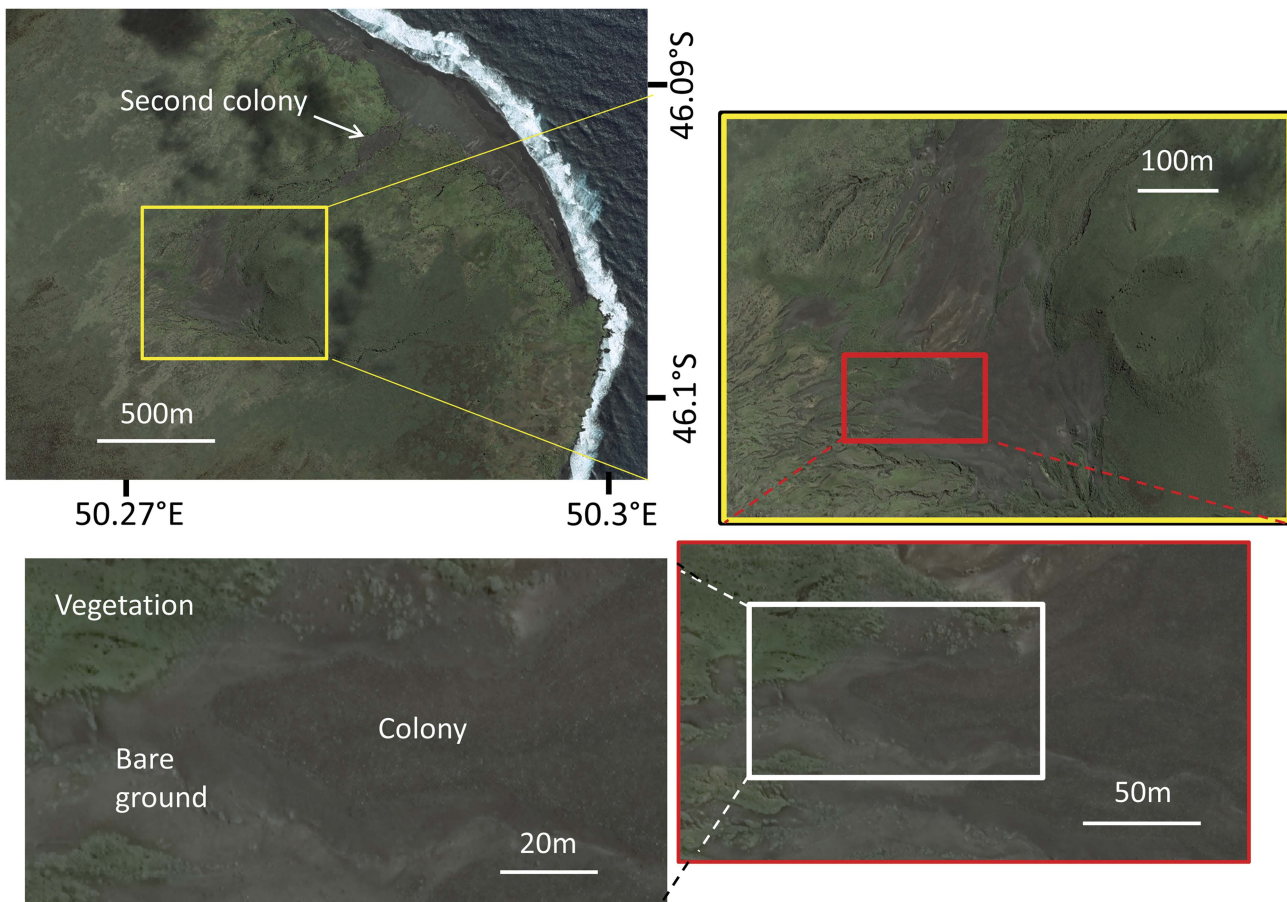 Second colony
500m
46.09°S
46.1°S
50.27°E
50.3°E
100m
Vegetation
Colony
Bare
ground
20m
50m